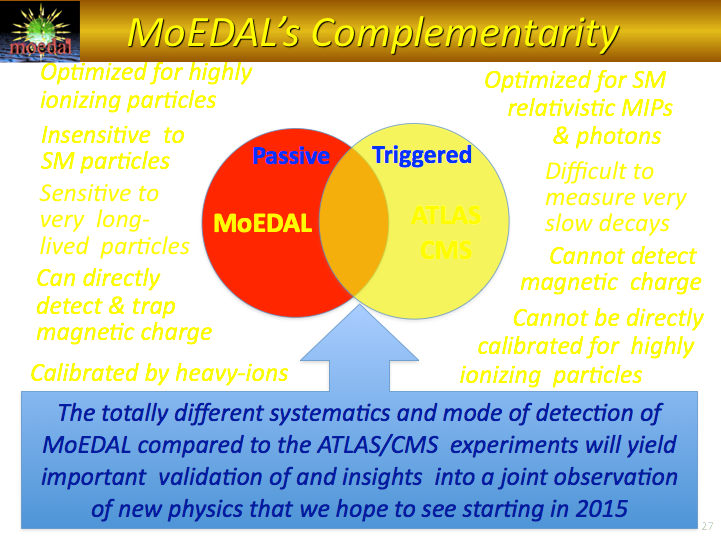 moedal
MoEDAL's Complementarity
Optimized for highly
ionizing particles
Insensitive to
SM particles
Sensitive to
very long-
lived particles
Can directly
detect & trap
magnetic charge
Calibrated by heavy-ions
Passive
MoEDAL
Triggered
ATLAS
CMS
Optimized for SM
relativistic MIPs
& photons
Difficult to
measure very
slow decays
Cannot detect
magnetic charge
Cannot be directly
calibrated for highly
ionizing particles
The totally different systematics and mode of detection of
MoEDAL compared to the ATLAS/CMS experiments will yield
important validation of and insights into a joint observation
of new physics that we hope to see starting in 2015
27